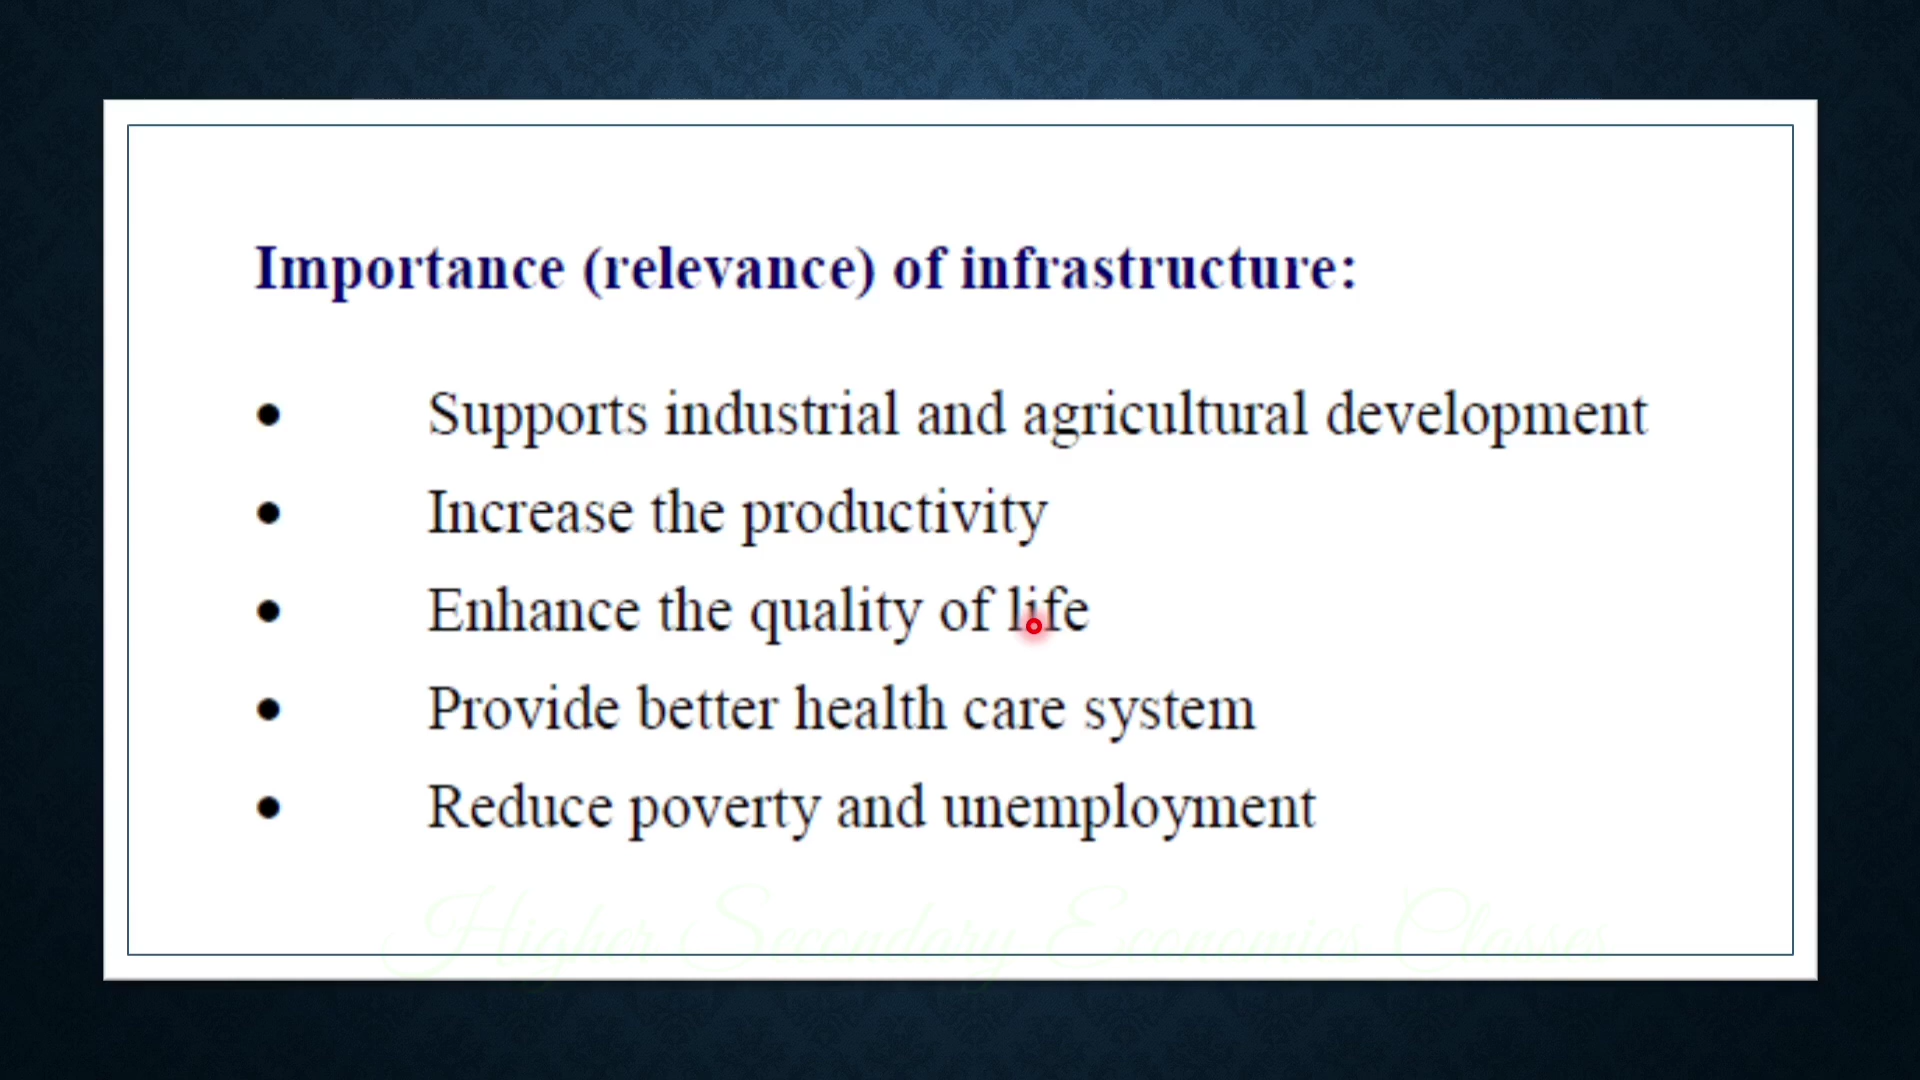 Importance (relevance) of infrastructure:
• Supports industrial and agricultural development
• Increase the productivity
• Enhance the quality of life
• Provide better health care system
• Reduce poverty and unemployment
Higher Secondary Economics Classes